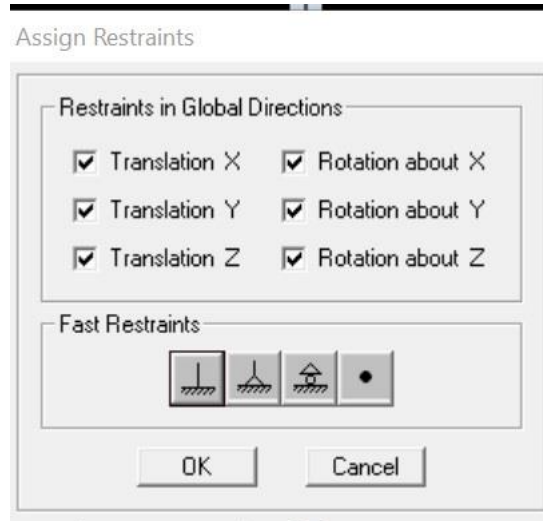 Assign Restraints
Restraints in Global Directions
Translation X Rotation about X
Translation Y Rotation about Y
Translation Z Rotation about Z
Fast Restraints
OK Cancel